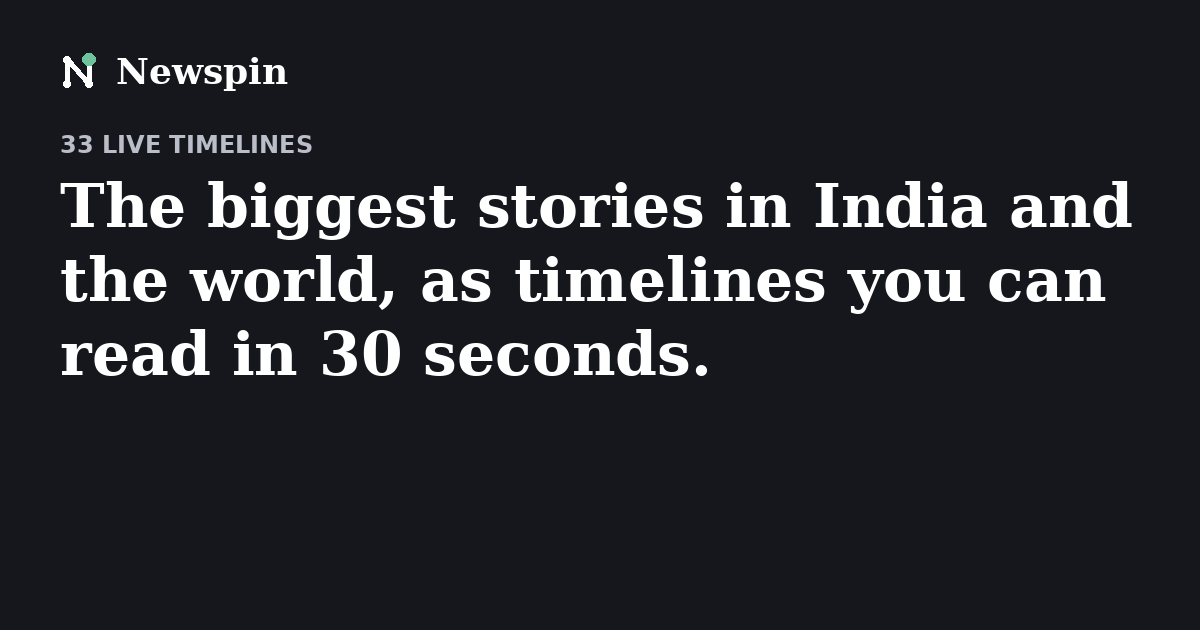 Newspin
33 LIVE TIMELINES
The biggest stories in India and
the world, as timelines you can
read in 30 seconds.